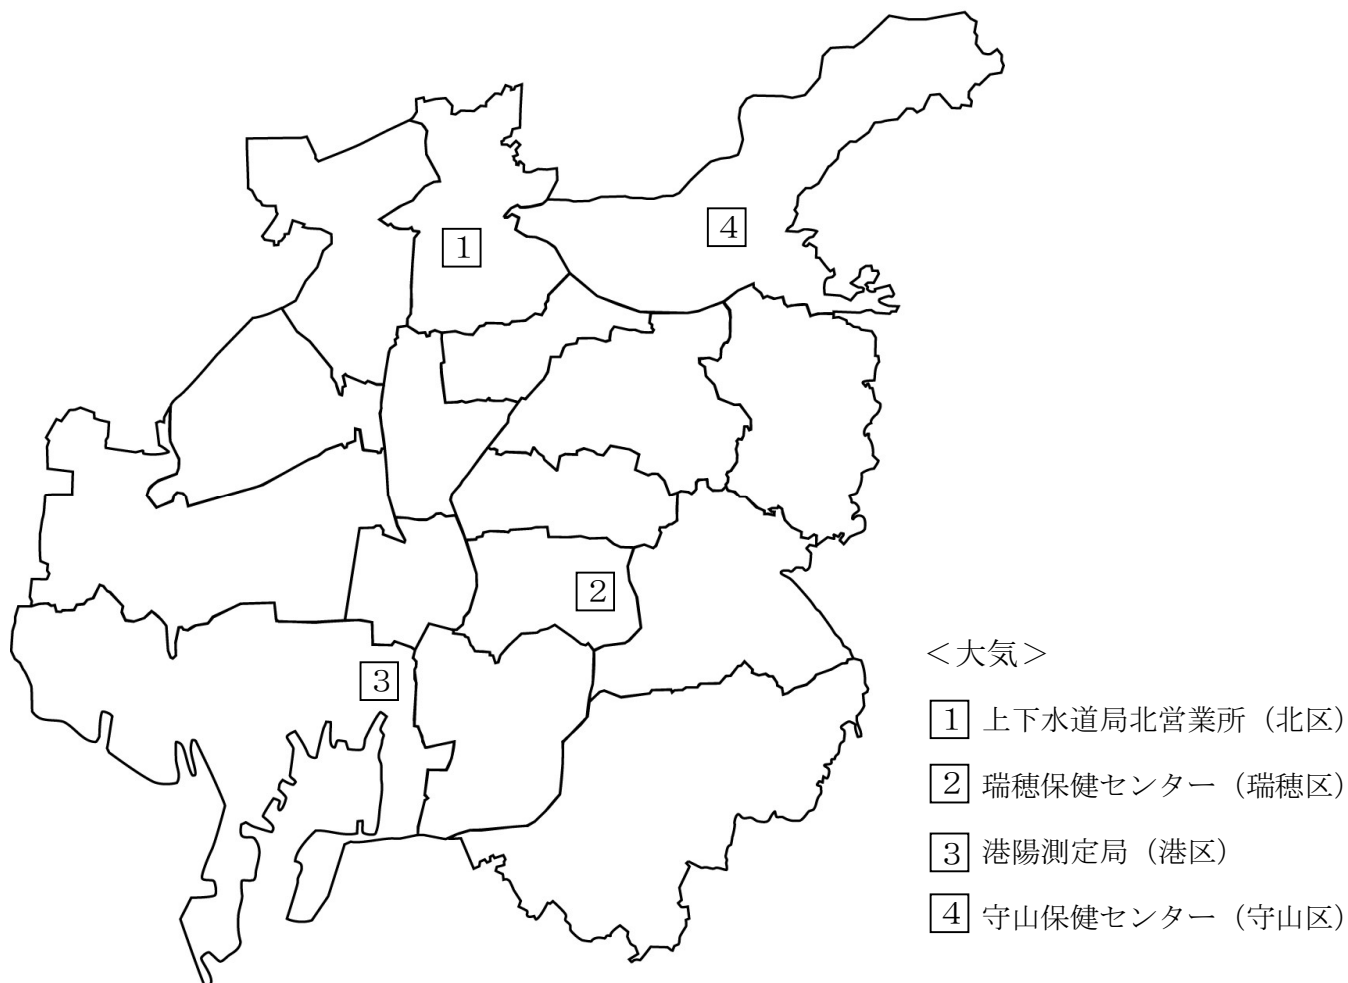 4
1
2
3
＜大気＞
1 上下水道局北営業所（北区）
2 瑞穂保健センター（瑞穂区）
3 港陽測定局（港区）
4 守山保健センター（守山区）